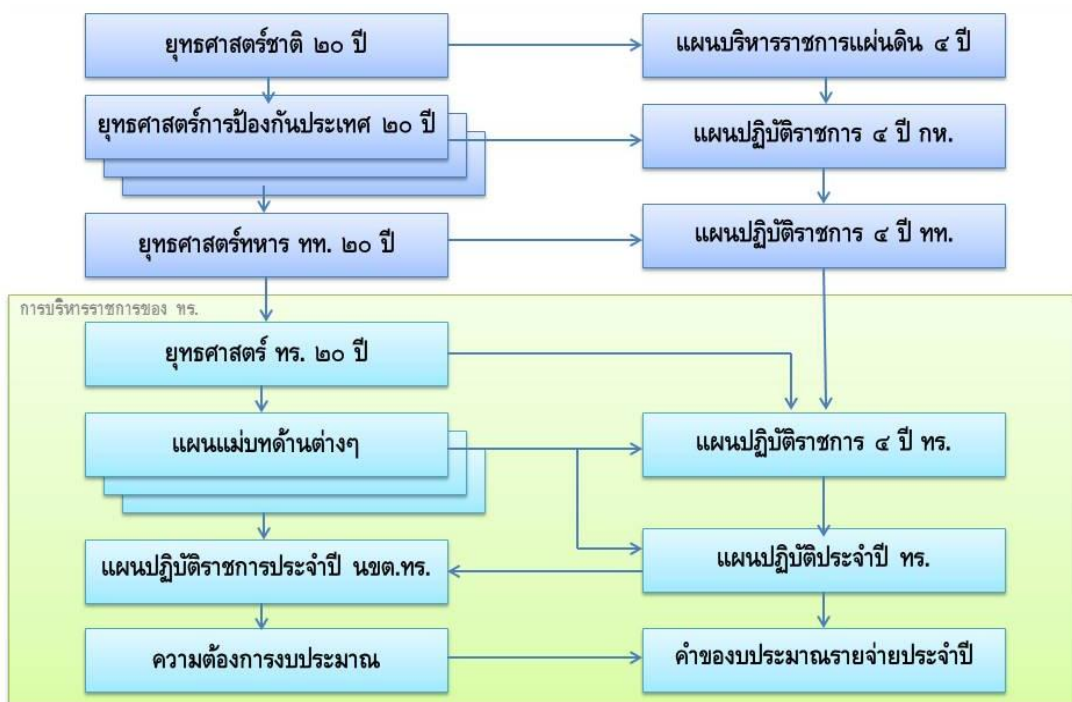 ยุทธศาสตร์ชาติ ๒๐ ปี
แผนบริหารราชการแผ่นดิน ๔ ปี
ยุทธศาสตร์การป้องกันประเทศ ๒๐ ปี
แผนปฏิบัติราชการ ๔ ปี กห.
ยุทธศาสตร์ทหาร ทท. ๒๐ ปี
แผนปฏิบัติราชการ ๔ ปี ทท.
การบริหารราชการของ ทร.
ยุทธศาสตร์ ทร. ๒๐ ปี
แผนแม่บทด้านต่างๆ
แผนปฏิบัติราชการ ๔ ปี ทร.
แผนปฏิบัติราชการประจำปี นขต.ทร.
แผนปฏิบัติประจำปี ทร.
ความต้องการงบประมาณ
คำของบประมาณรายจ่ายประจำปี